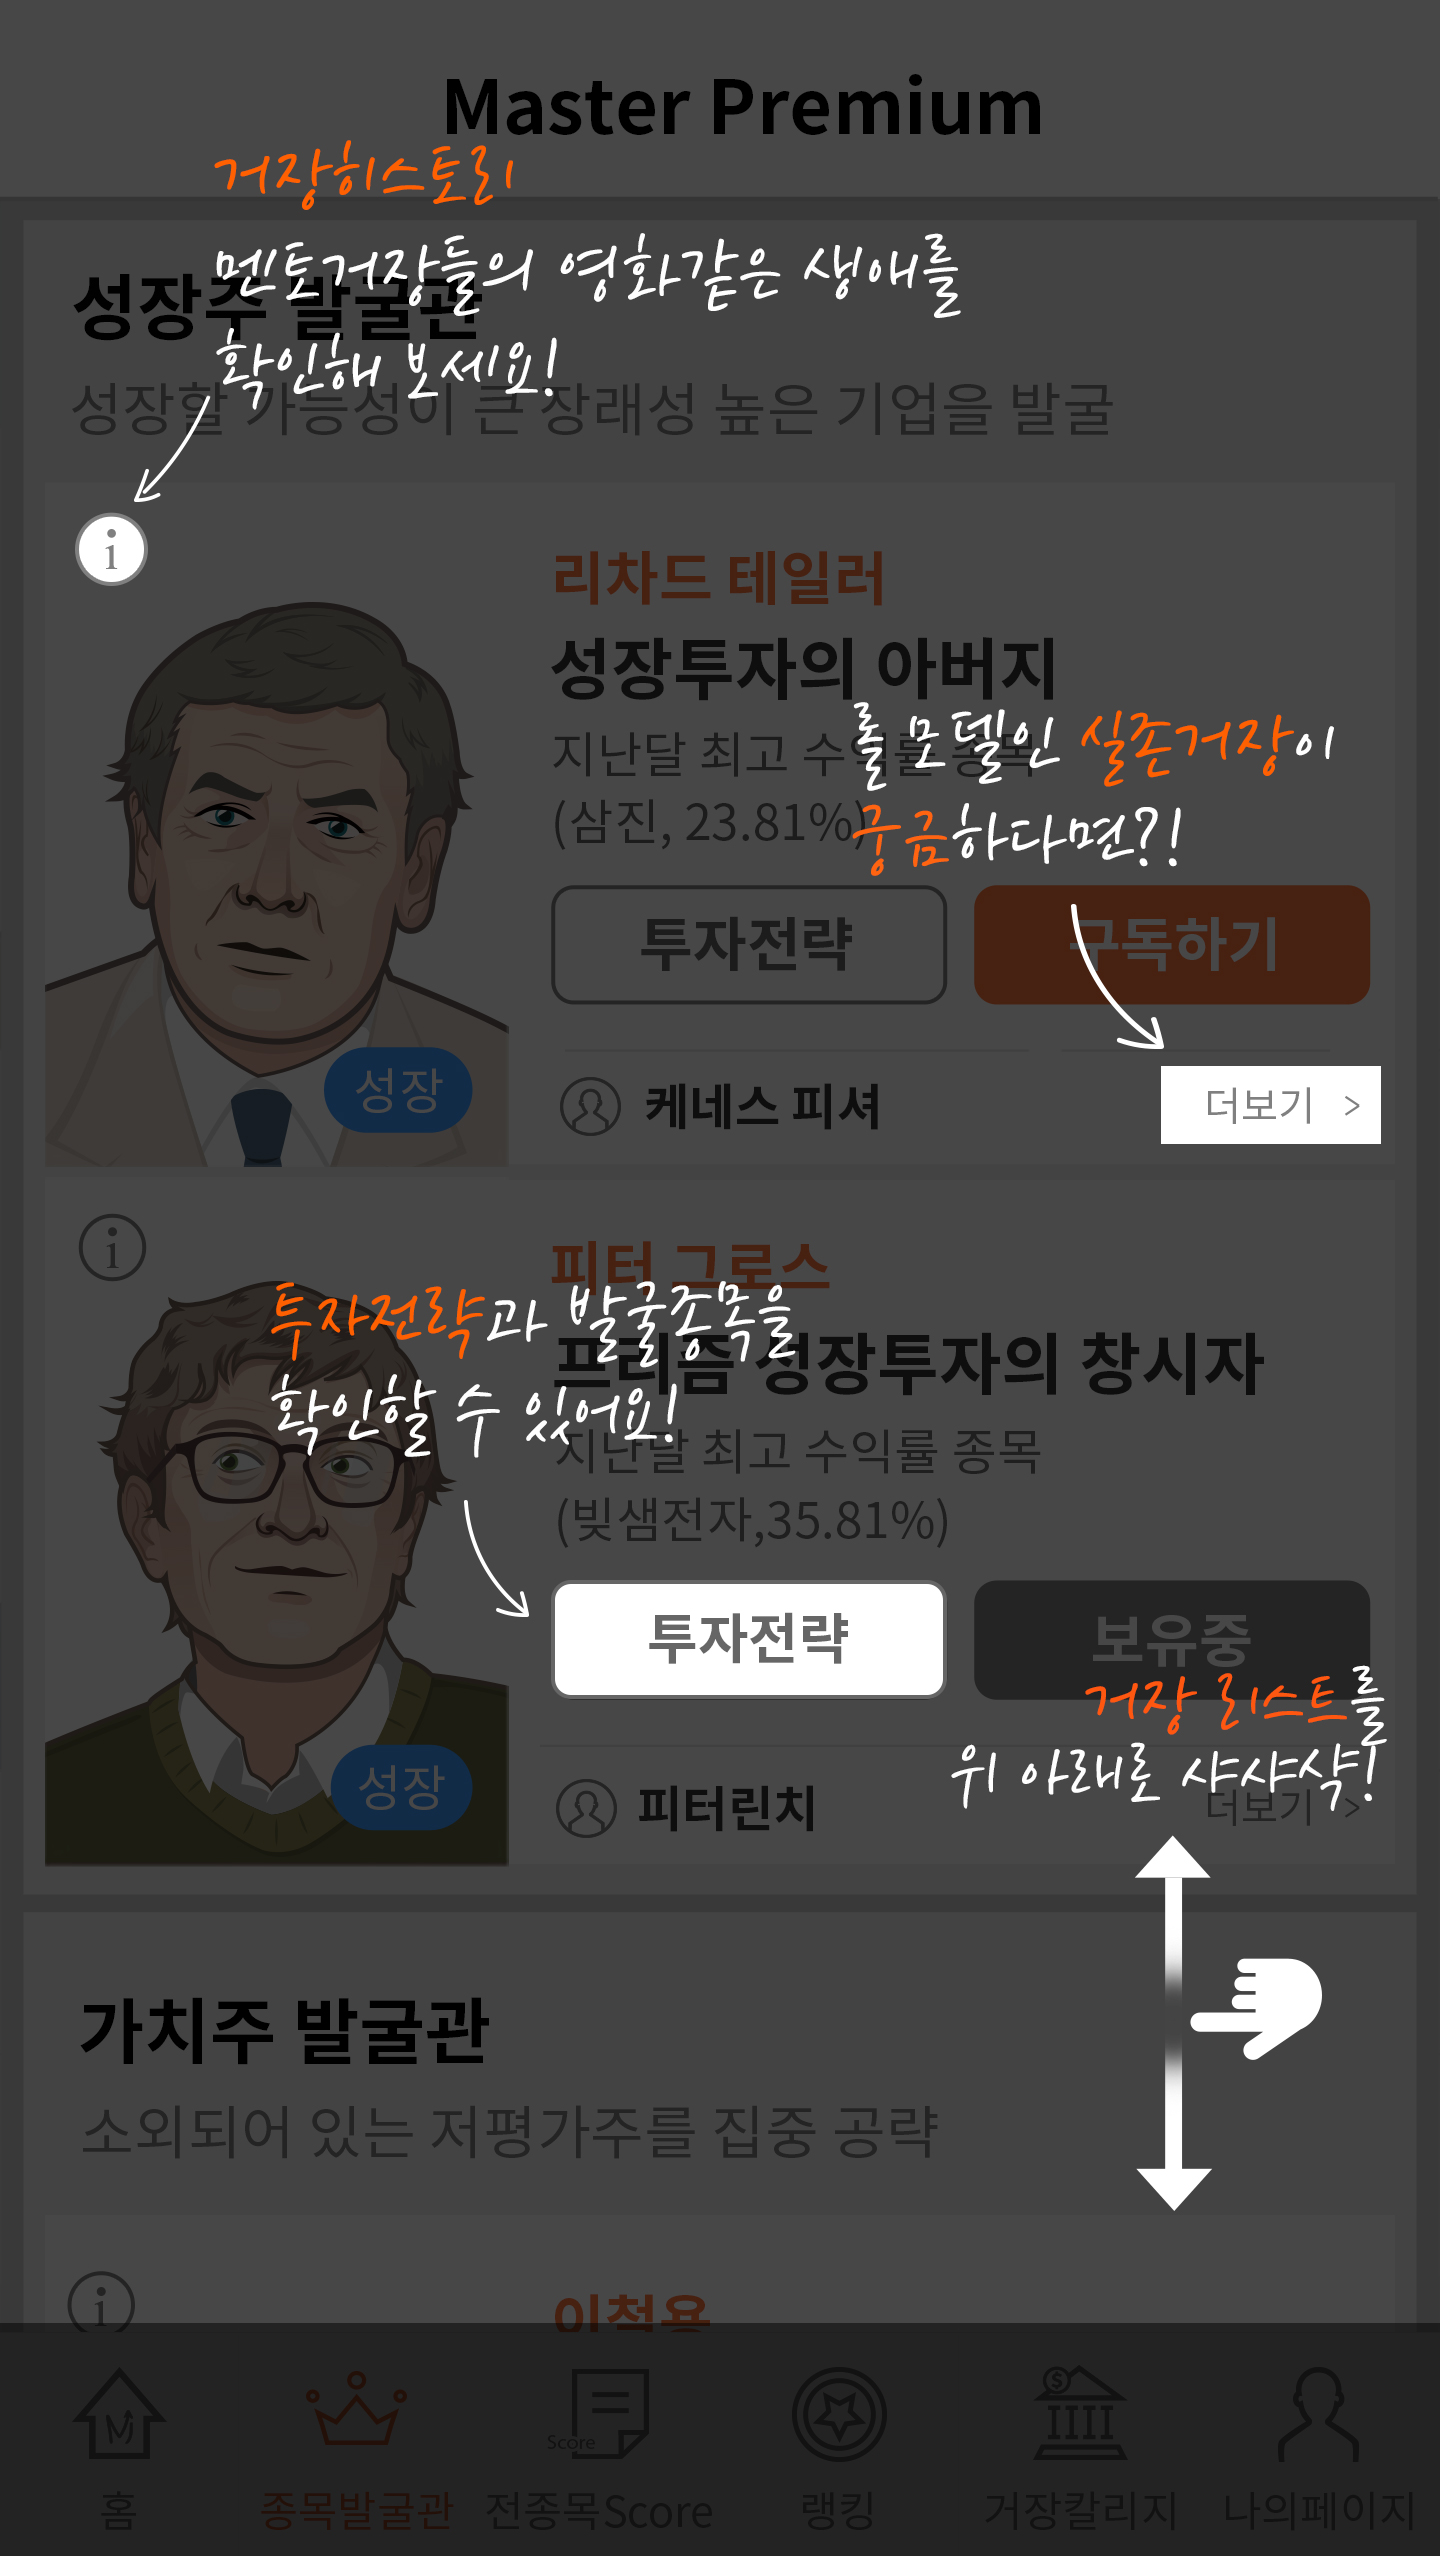 Master Premium
거장히스토리
멘토거장들의 영화같은 생애를
확인해 보세요!
성장주 발굴관
성장할 가능성이 큰 장래성 높은 기업을 발굴
i
리차드 테일러
성장투자의 아버지
지난달 최고 수익률 종목
(삼진, 23.81%)
롤 모델인 실존거장이
궁금하다면?!
투자전략
구독하기
성장
케네스 피셔
더보기 >
i
피터 그로스
프리즘 성장투자의 창시자
투자전략과 발굴종목을
확인할 수 있어요!
지난달 최고 수익률 종목
(빚샘전자,35.81%)
투자전략
보유중
거장 리스트를
위 아래로 샤샤샥!
성장
피터린치
더보기 >
가치주 발굴관
소외되어 있는 저평가주를 집중 공략
i
이철용
M
Score
$
홈
종목발굴관
전종목Score
랭킹
거장칼리지
나의페이지